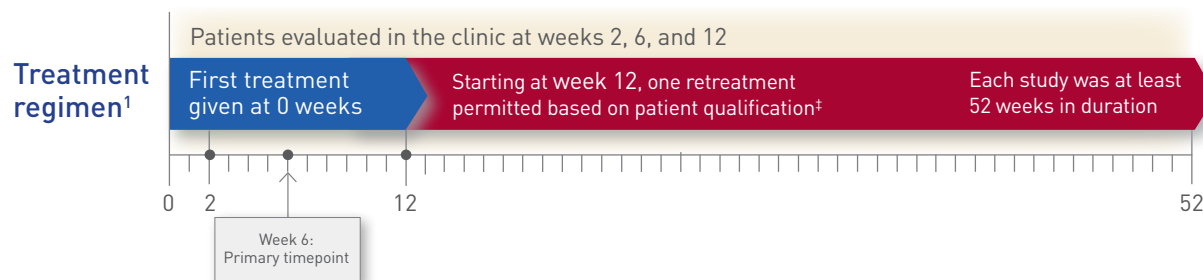 Patients evaluated in the clinic at weeks 2, 6, and 12
Treatment
regimen¹
First treatment
given at 0 weeks
Starting at week 12, one retreatment
permitted based on patient qualification‡
Each study was at least
52 weeks in duration
0 2 12 52
Week 6:
Primary timepoint